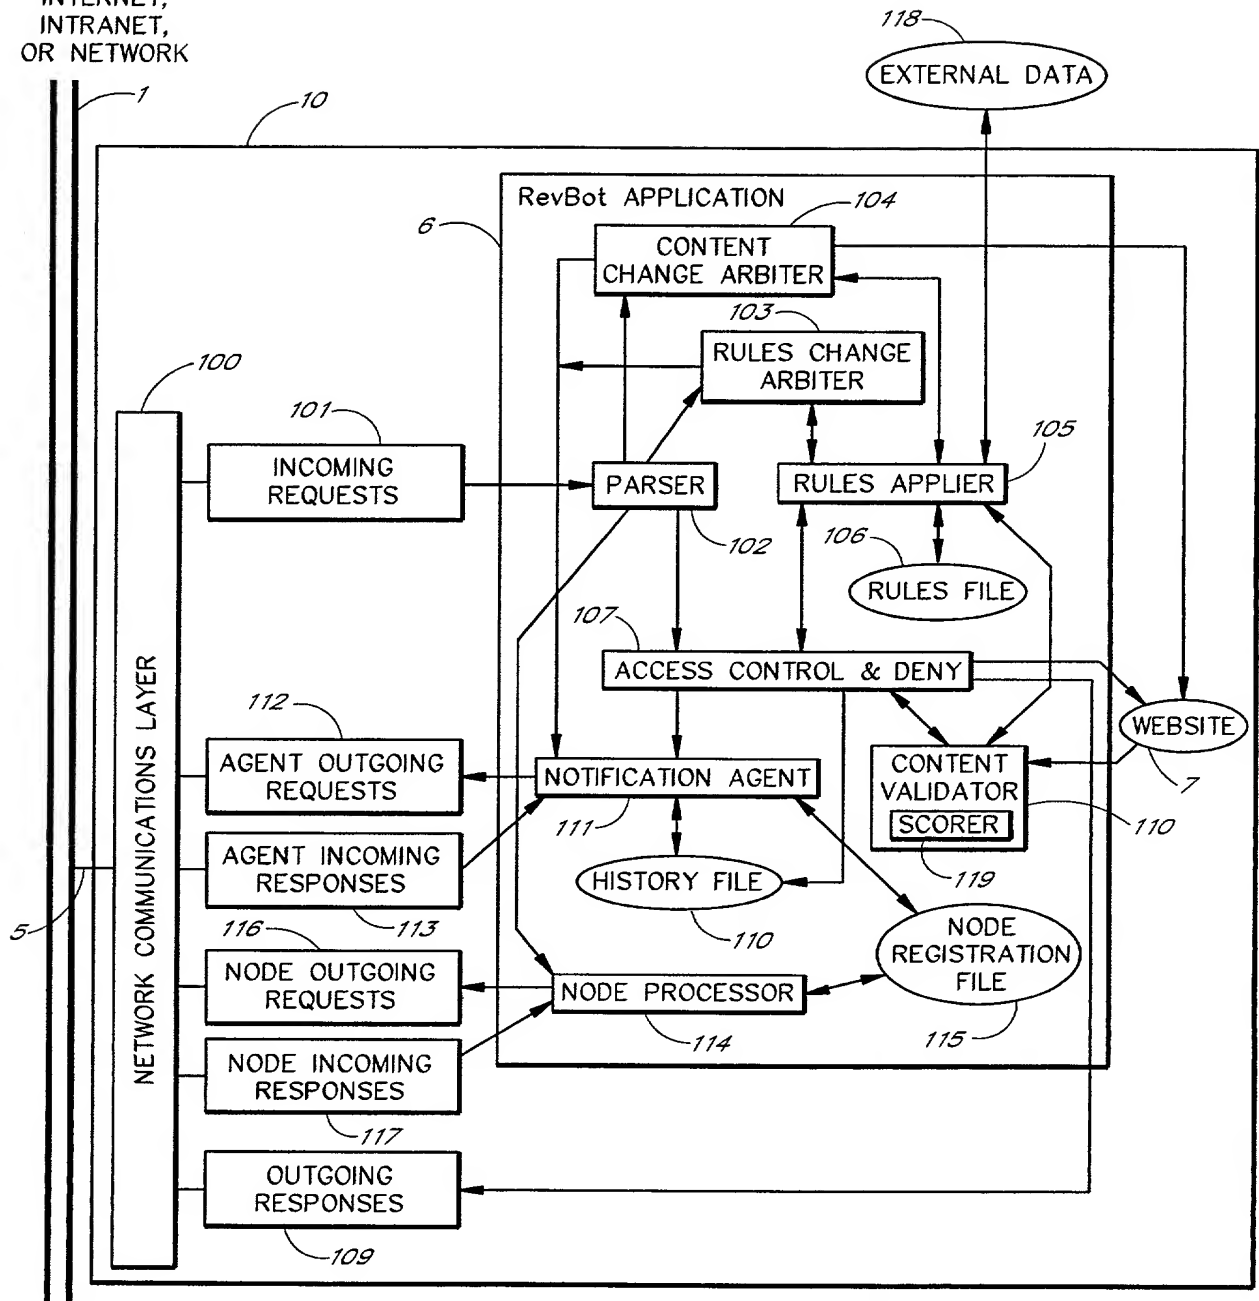 INTERNET,
INTRANET,
OR NETWORK
1
10
118
EXTERNAL DATA
RevBot APPLICATION
6
104
CONTENT
CHANGE ARBITER
103
RULES CHANGE
ARBITER
100
101
INCOMING
REQUESTS
PARSER
102
RULES APPLIER
105
106
RULES FILE
107
ACCESS CONTROL & DENY
NETWORK COMMUNICATIONS LAYER
112
AGENT OUTGOING
REQUESTS
NOTIFICATION AGENT
111
CONTENT
VALIDATOR
SCORER
119
110
WEBSITE
7
AGENT INCOMING
RESPONSES
113
HISTORY FILE
110
5
116
NODE OUTGOING
REQUESTS
NODE PROCESSOR
114
NODE
REGISTRATION
FILE
115
NODE INCOMING
RESPONSES
117
OUTGOING
RESPONSES
109